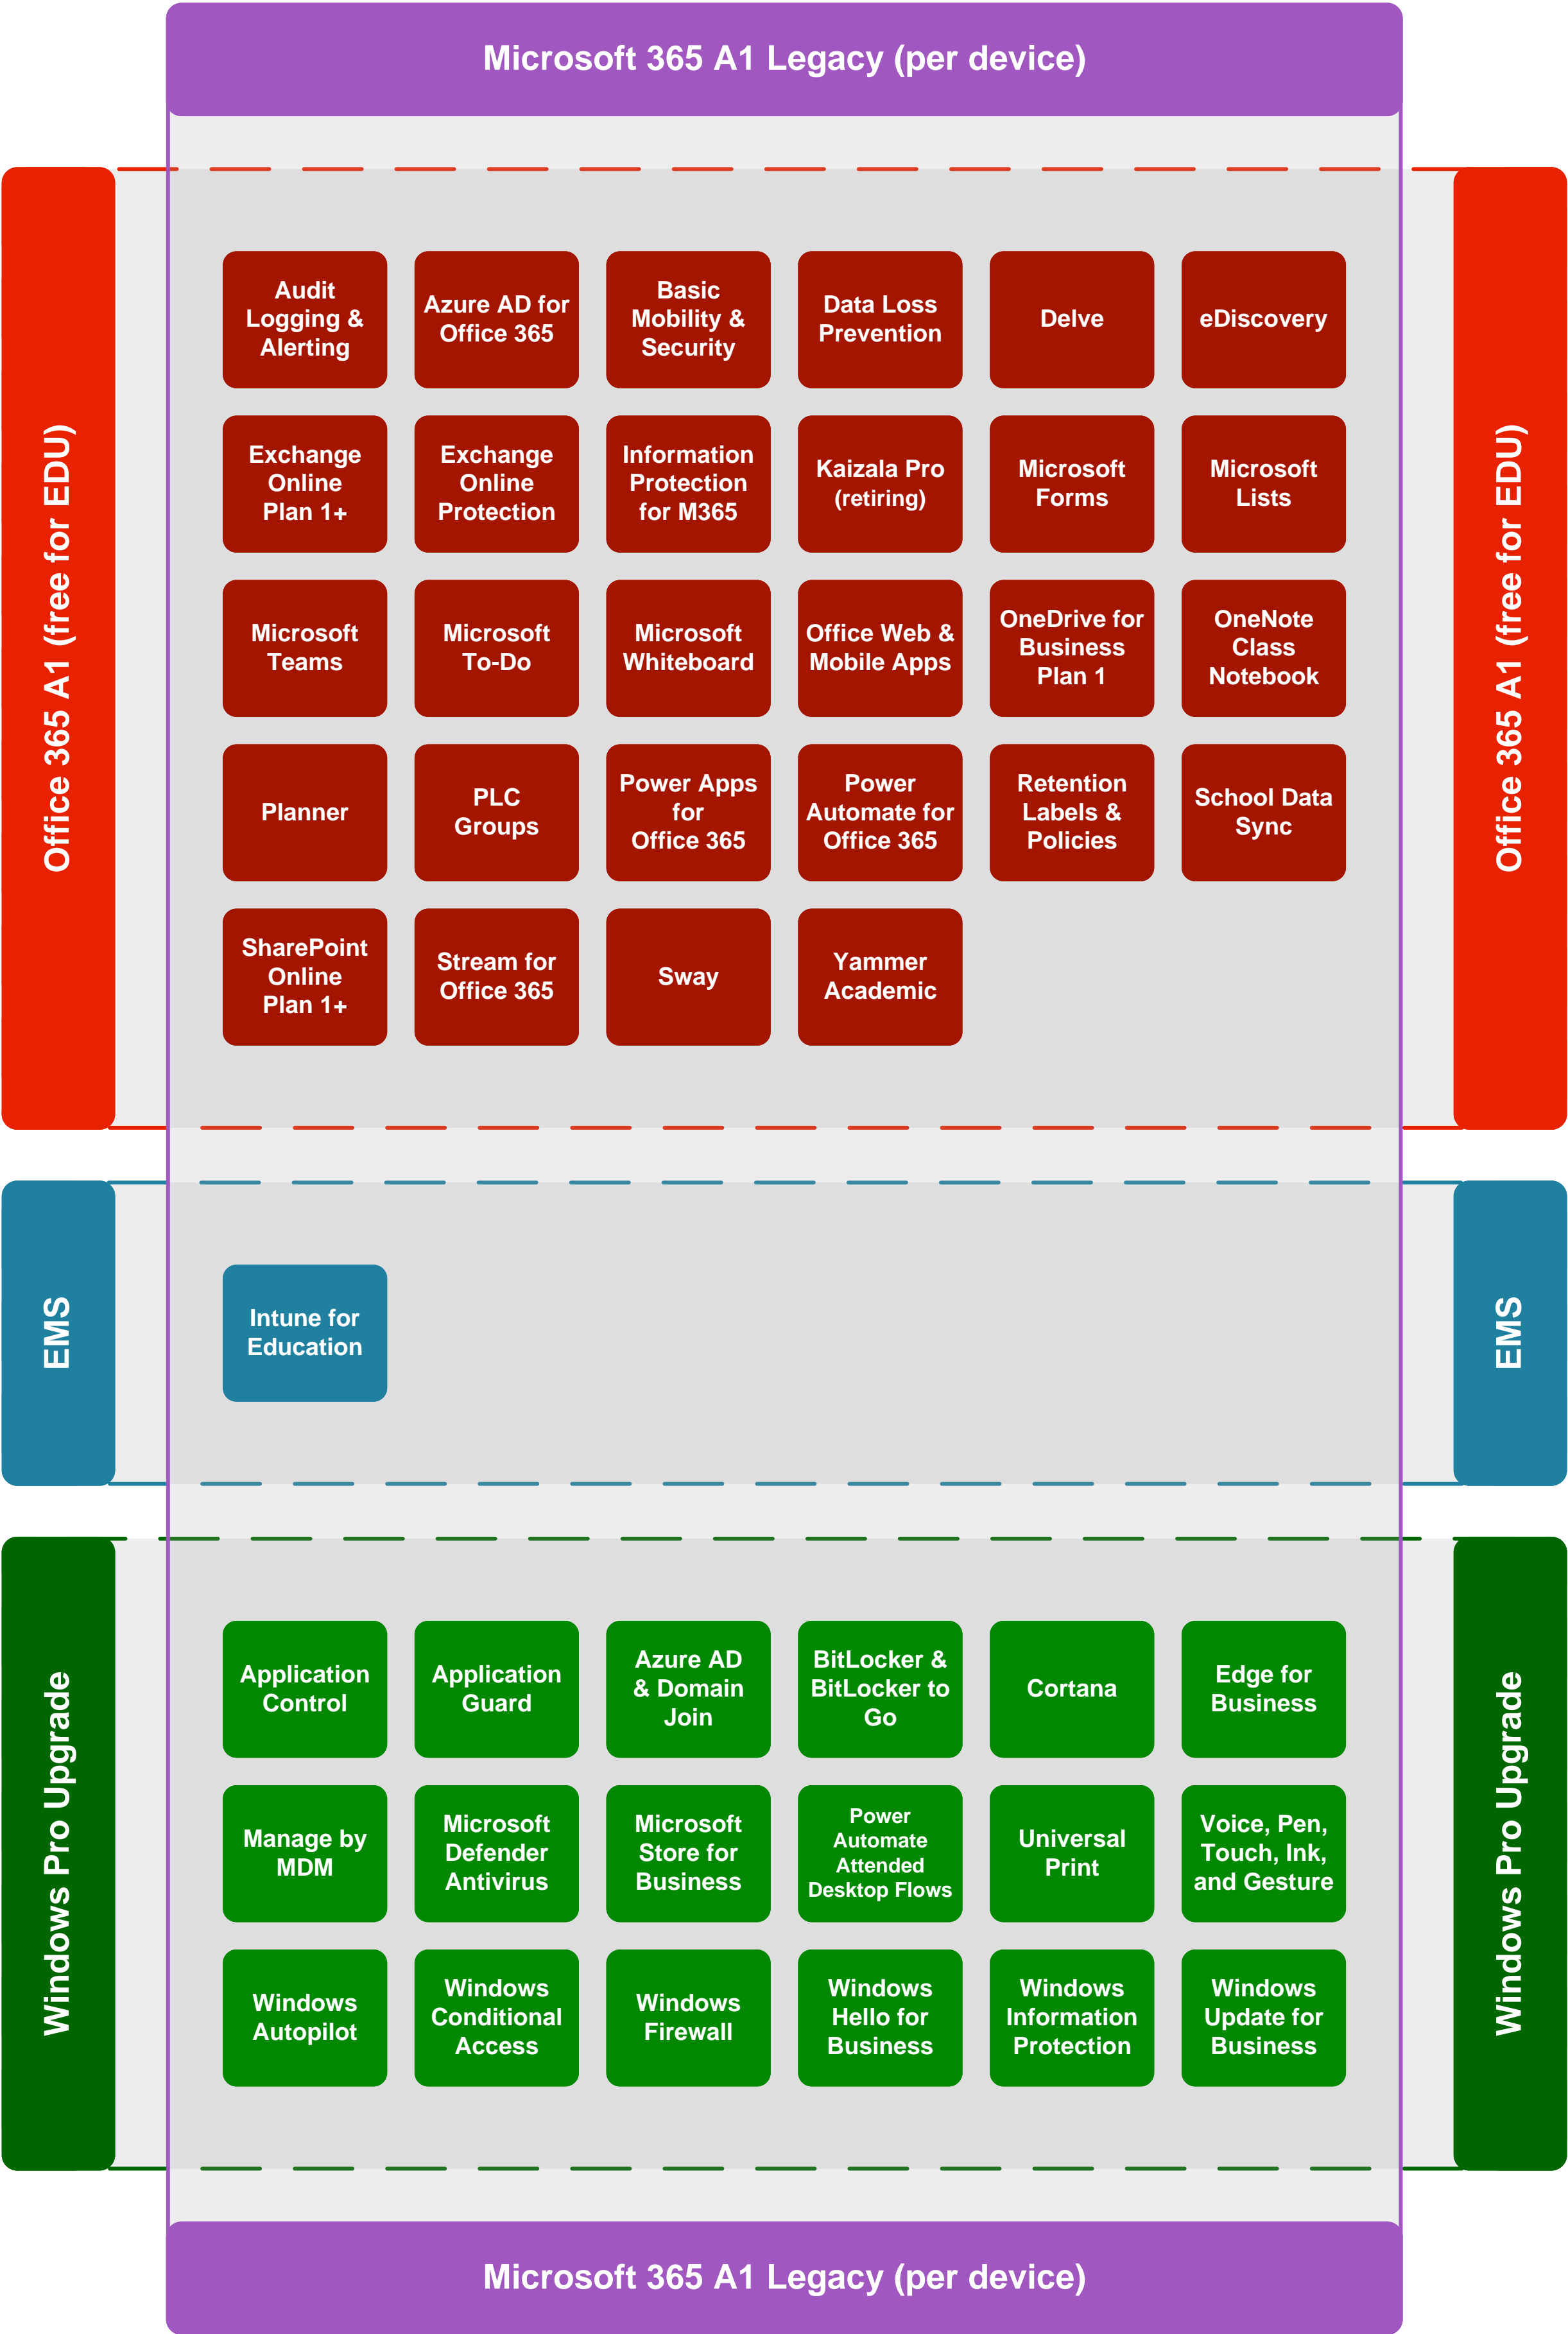 Microsoft 365 A1 Legacy (per device)
Office 365 A1 (free for EDU)
Office 365 A1 (free for EDU)
Audit
Logging &
Alerting
Azure AD for
Office 365
Basic
Mobility &
Security
Data Loss
Prevention
Delve
eDiscovery
Exchange
Online
Plan 1+
Exchange
Online
Protection
Information
Protection
for M365
Kaizala Pro
(retiring)
Microsoft
Forms
Microsoft
Lists
Microsoft
Teams
Microsoft
To-Do
Microsoft
Whiteboard
Office Web &
Mobile Apps
OneDrive for
Business
Plan 1
OneNote
Class
Notebook
Planner
PLC
Groups
Power Apps
for
Office 365
Power
Automate for
Office 365
Retention
Labels &
Policies
School Data
Sync
SharePoint
Online
Plan 1+
Stream for
Office 365
Sway
Yammer
Academic
EMS
EMS
Intune for
Education
Windows Pro Upgrade
Windows Pro Upgrade
Application
Control
Application
Guard
Azure AD
& Domain
Join
BitLocker &
BitLocker to
Go
Cortana
Edge for
Business
Manage by
MDM
Microsoft
Defender
Antivirus
Microsoft
Store for
Business
Power
Automate
Attended
Desktop Flows
Universal
Print
Voice, Pen,
Touch, Ink,
and Gesture
Windows
Autopilot
Windows
Conditional
Access
Windows
Firewall
Windows
Hello for
Business
Windows
Information
Protection
Windows
Update for
Business
Microsoft 365 A1 Legacy (per device)